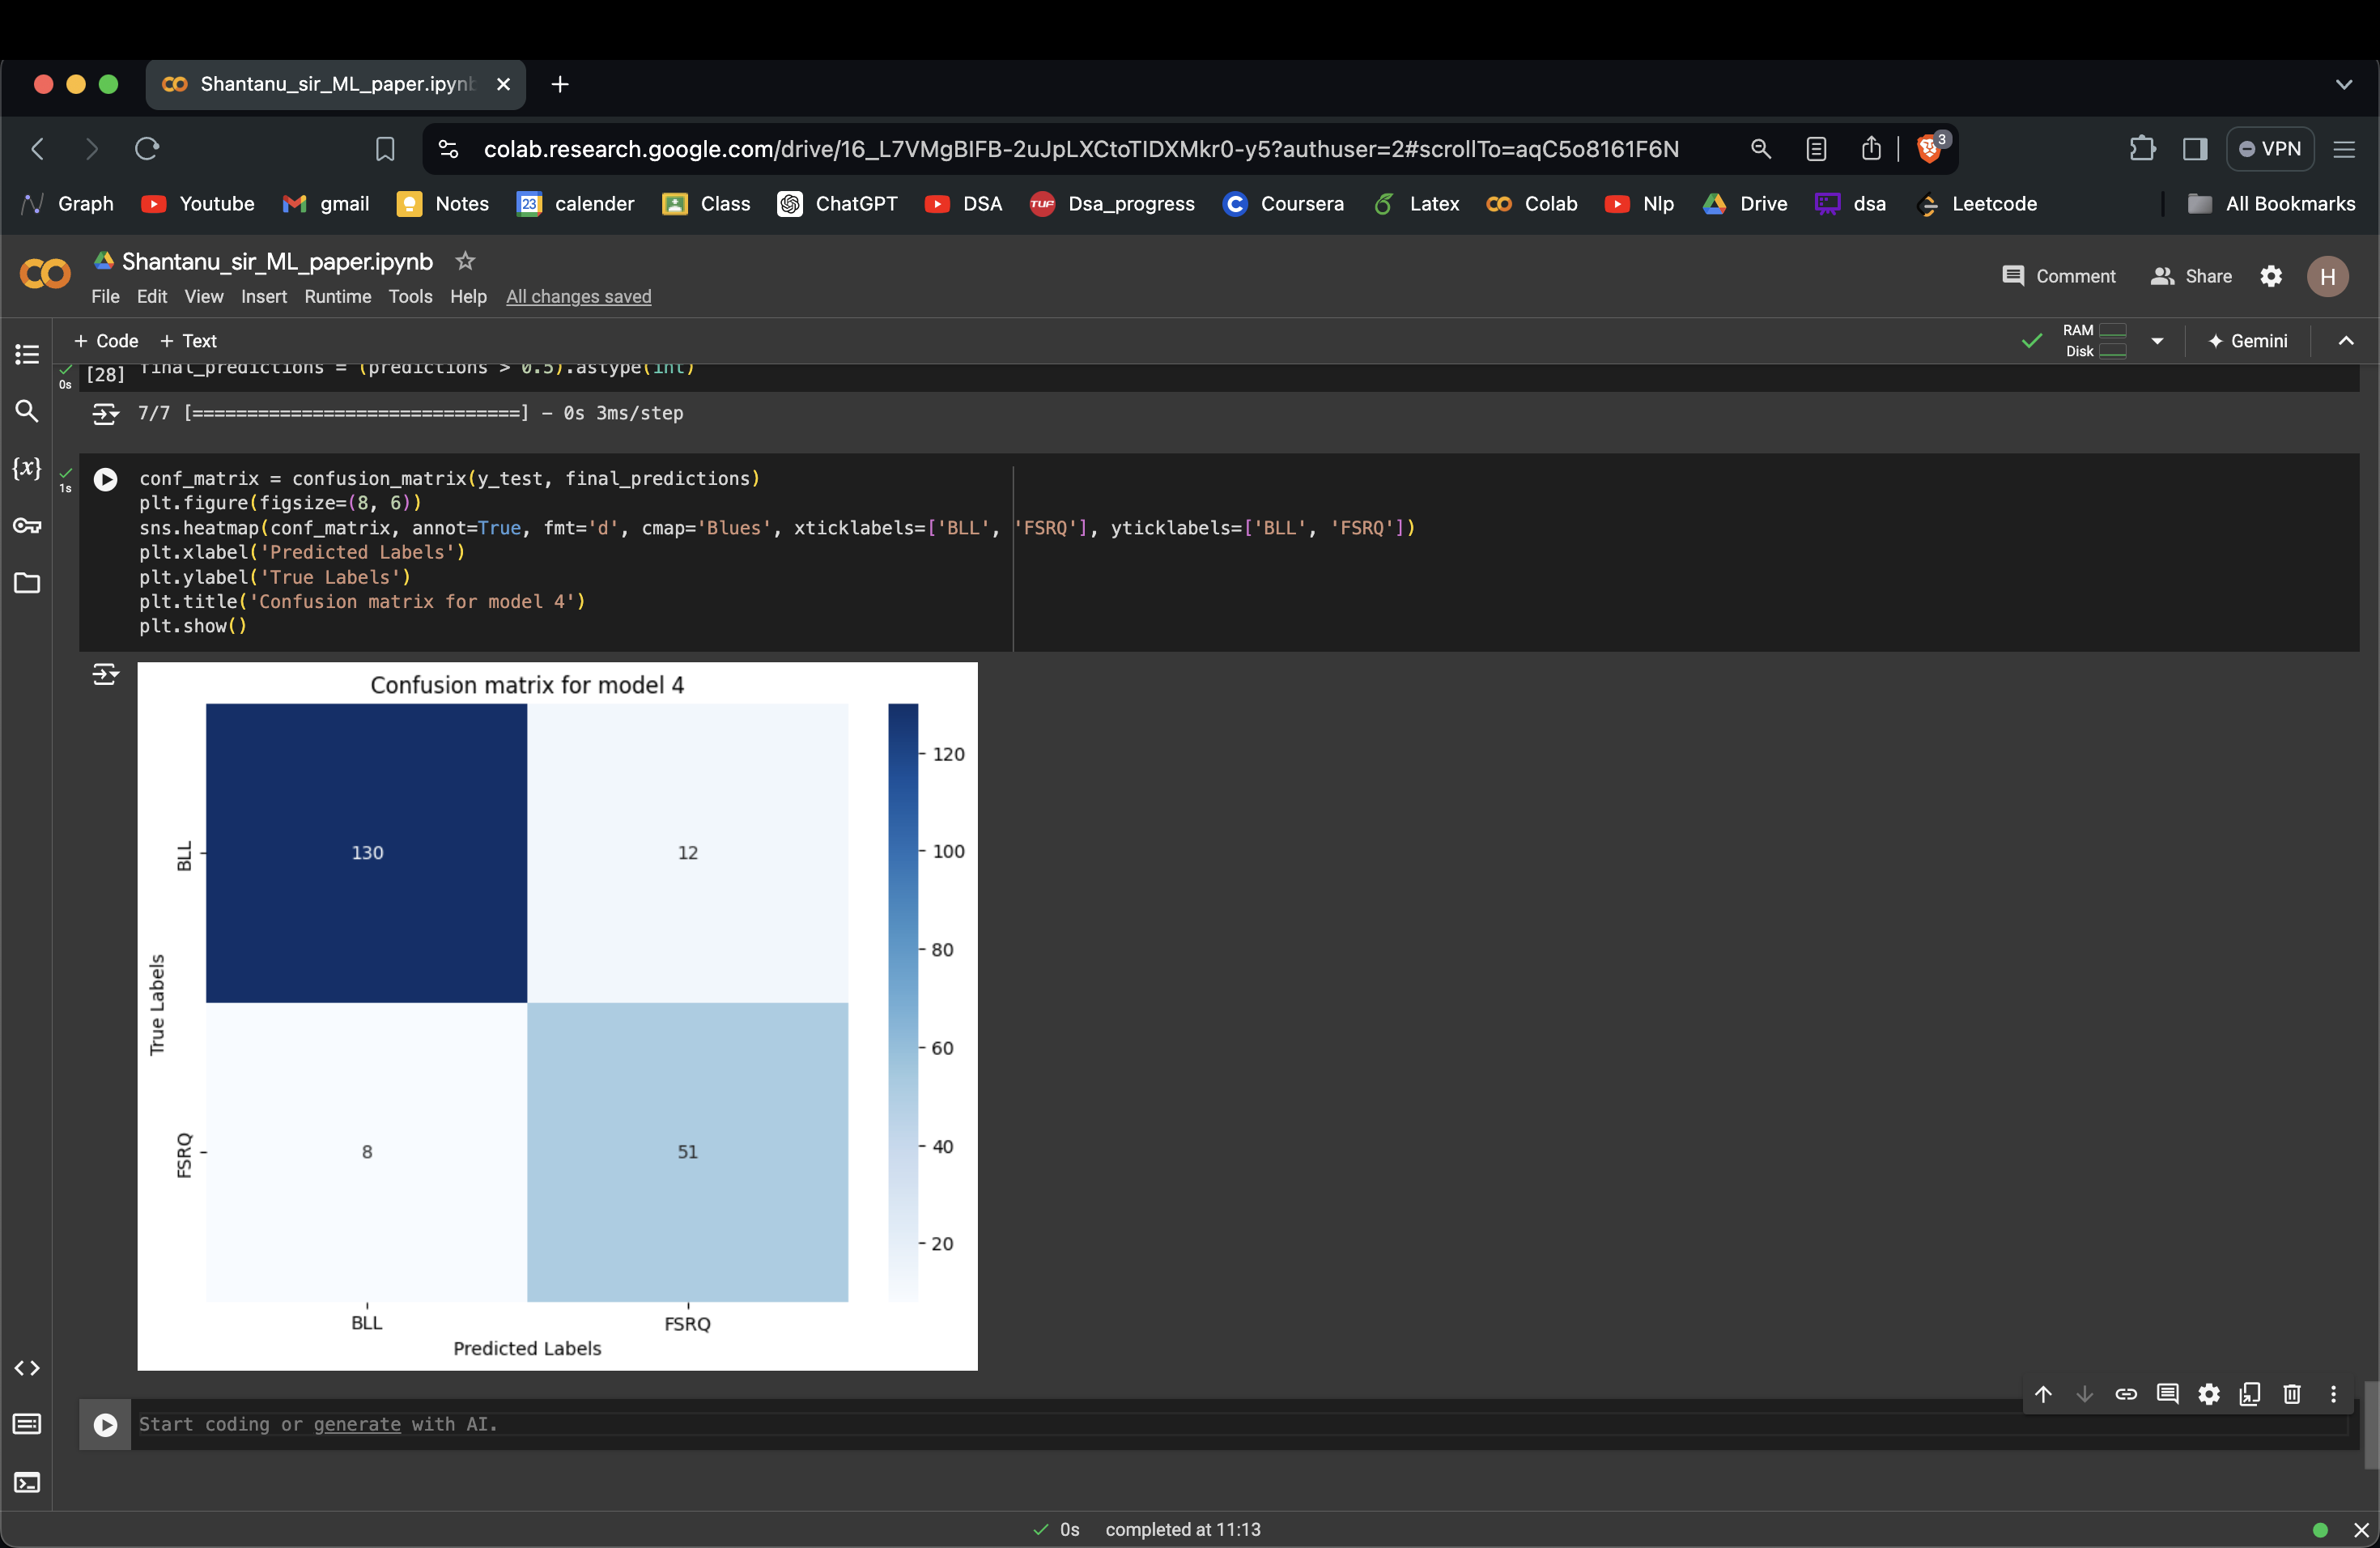 Shantanu_sir_ML_paper.ipynb
colab.research.google.com/drive/16_L7VMgBIFB-2uJpLXCtoTIDXMkr0-y5?authuser=2#scrollTo=aqC5o8161F6N
3
VPN
Graph Youtube gmail Notes 23 calender Class ChatGPT DSA TUF Dsa_progress Coursera Latex Colab Nlp Drive dsa Leetcode All Bookmarks
Shantanu_sir_ML_paper.ipynb
File Edit View Insert Runtime Tools Help All changes saved
Comment Share H
+ Code + Text
RAM
Disk
Gemini
0s [28] final_predictions = (predictions > 0.5).astype(int)
7/7 [==============================] - 0s 3ms/step
1s
conf_matrix = confusion_matrix(y_test, final_predictions)
plt.figure(figsize=(8, 6))
sns.heatmap(conf_matrix, annot=True, fmt='d', cmap='Blues', xticklabels=['BLL', 'FSRQ'], yticklabels=['BLL', 'FSRQ'])
plt.xlabel('Predicted Labels')
plt.ylabel('True Labels')
plt.title('Confusion matrix for model 4')
plt.show()
Confusion matrix for model 4
120
100
80
60
40
20
BLL
130 12
True Labels
FSRQ
8 51
BLL FSRQ
Predicted Labels
Start coding or generate with AI.
0s completed at 11:13